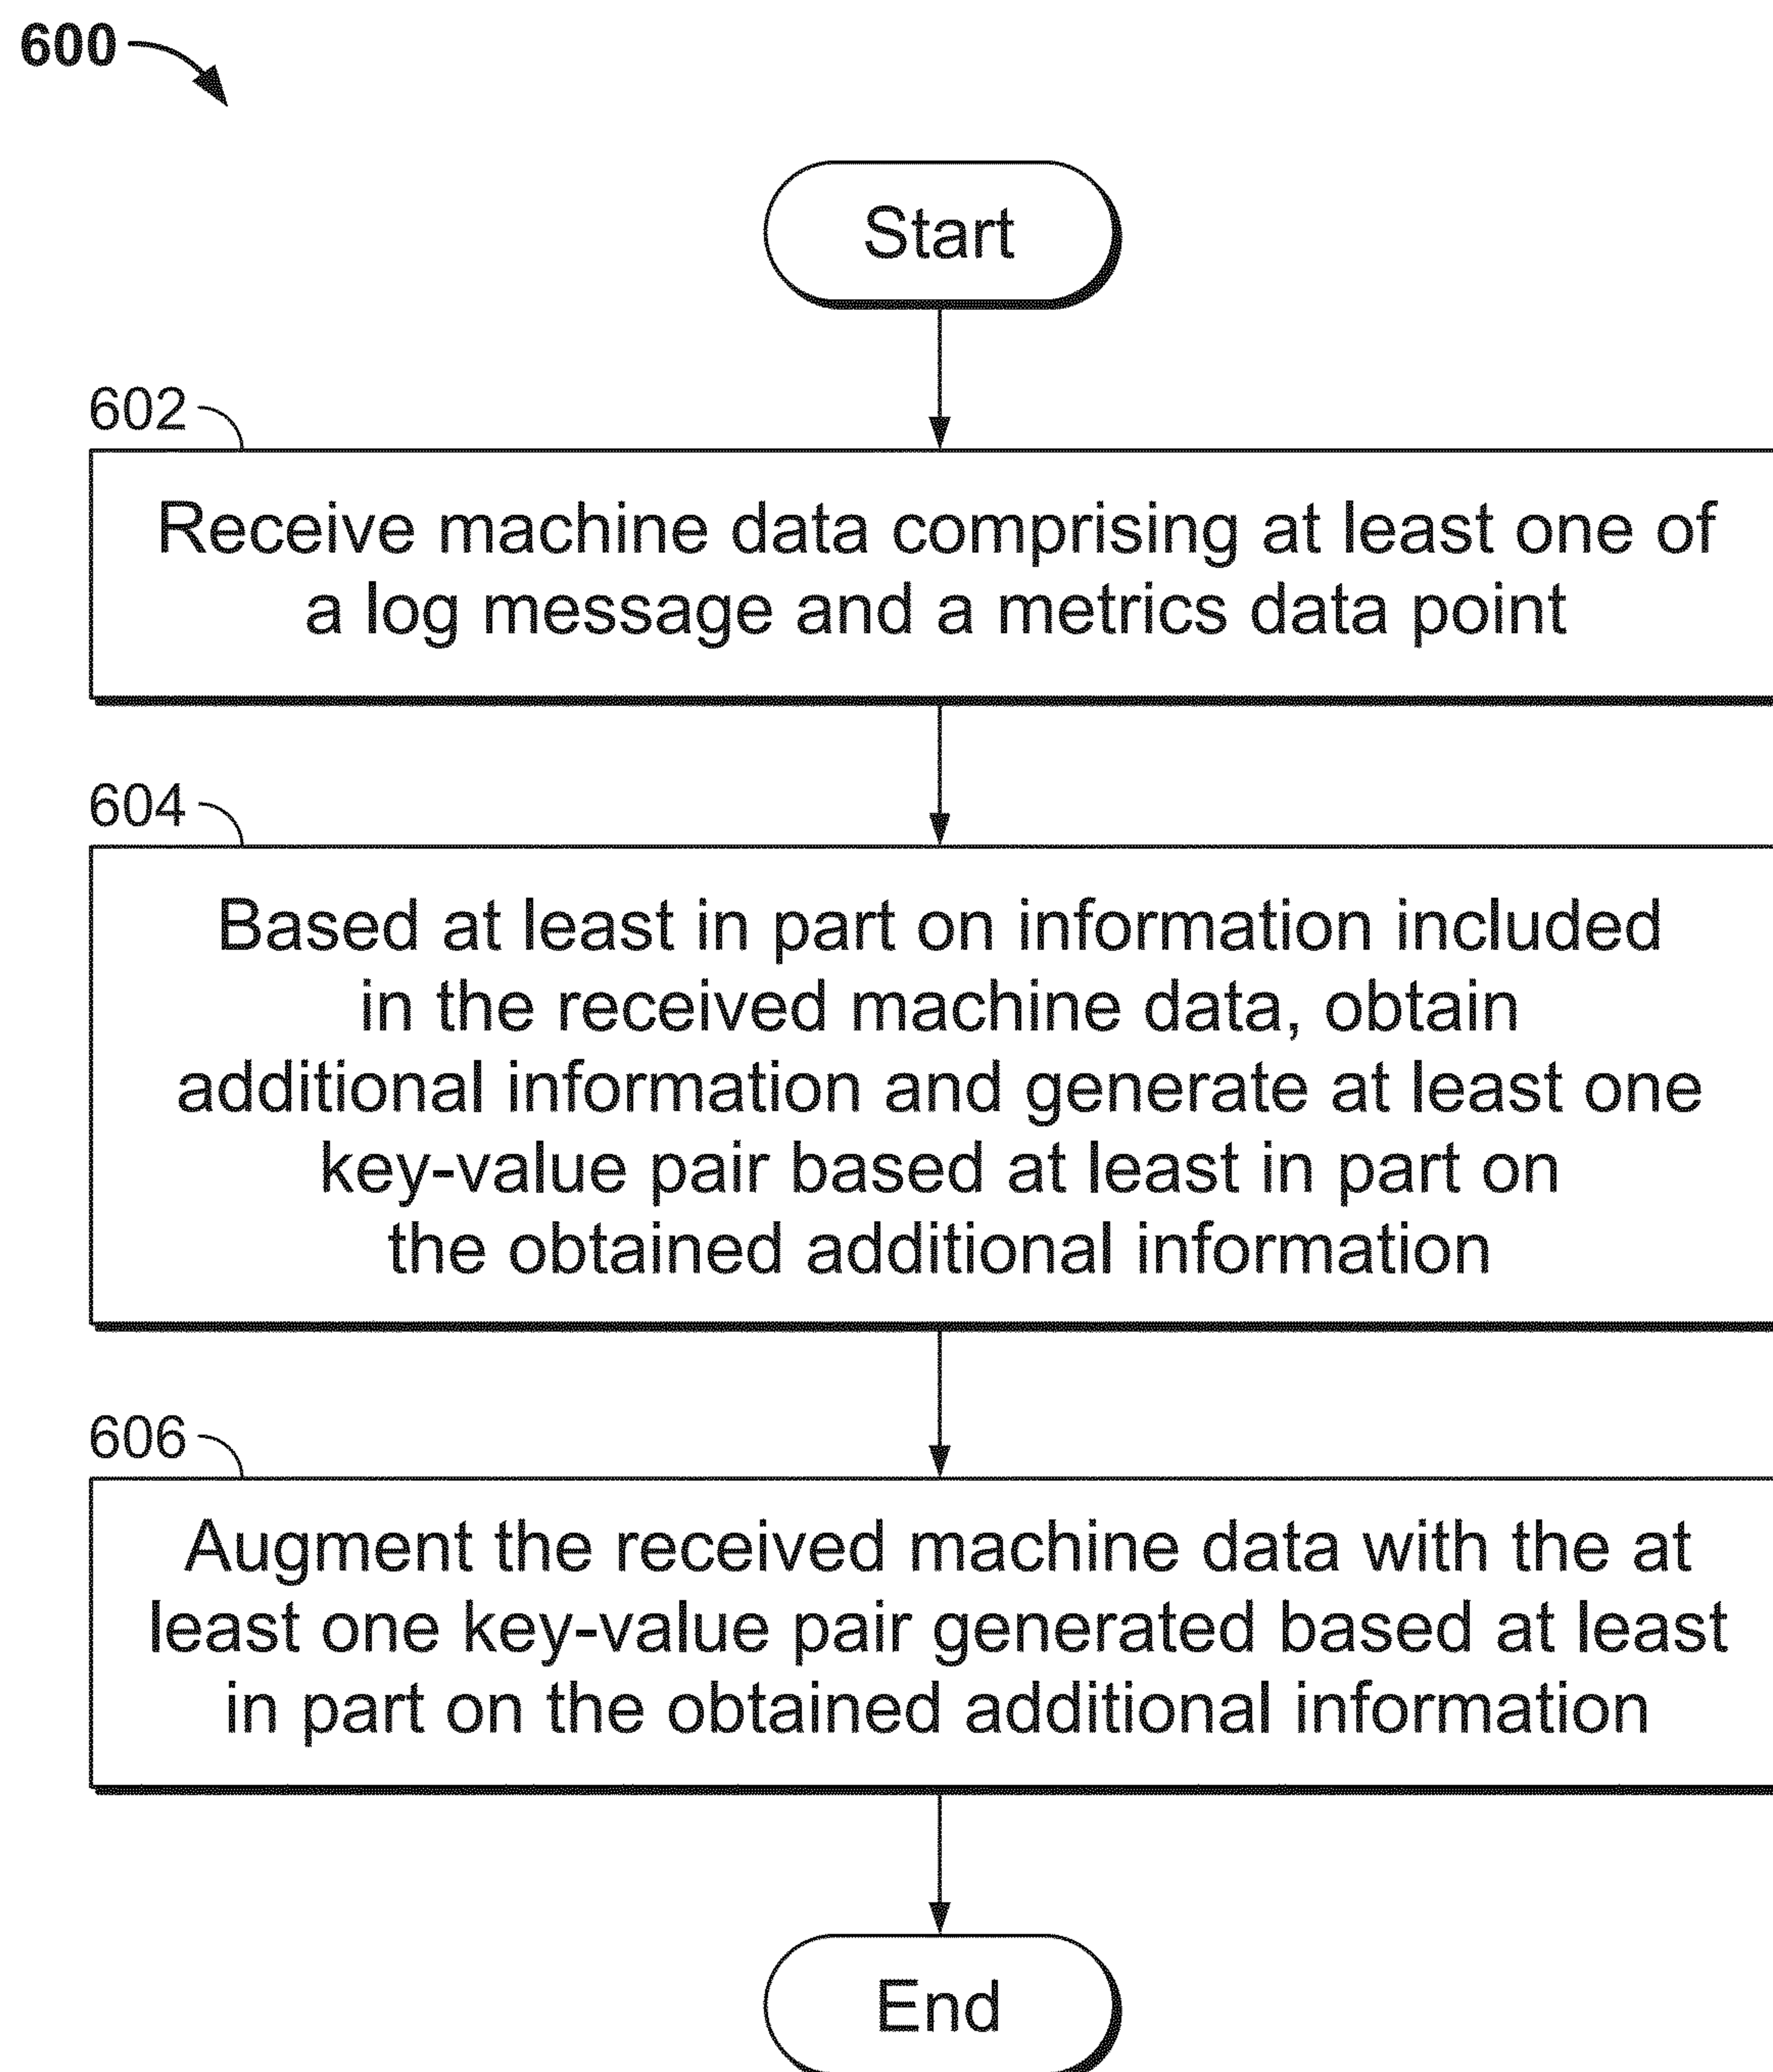 600
Start
602
Receive machine data comprising at least one of
a log message and a metrics data point
604
Based at least in part on information included
in the received machine data, obtain
additional information and generate at least one
key-value pair based at least in part on
the obtained additional information
606
Augment the received machine data with the at
least one key-value pair generated based at least
in part on the obtained additional information
End